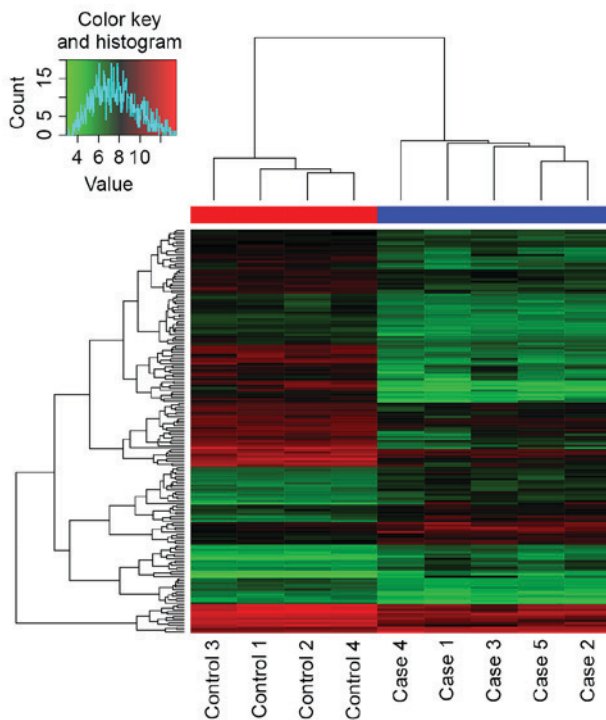 Color key
and histogram
Count
15
5
0
4 6 8 10
Value
Control 3
Control 1
Control 2
Control 4
Case 4
Case 1
Case 3
Case 5
Case 2